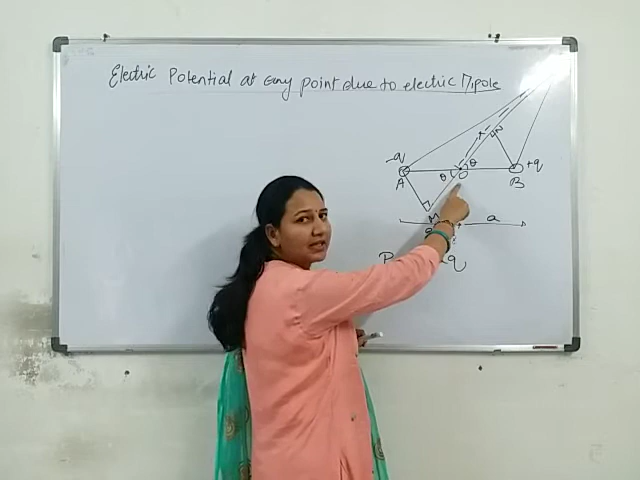 Electric Potential at any point due to electric Dipole
r
N
-q
θ
θ
+q
A
O
B
M
a
P
q